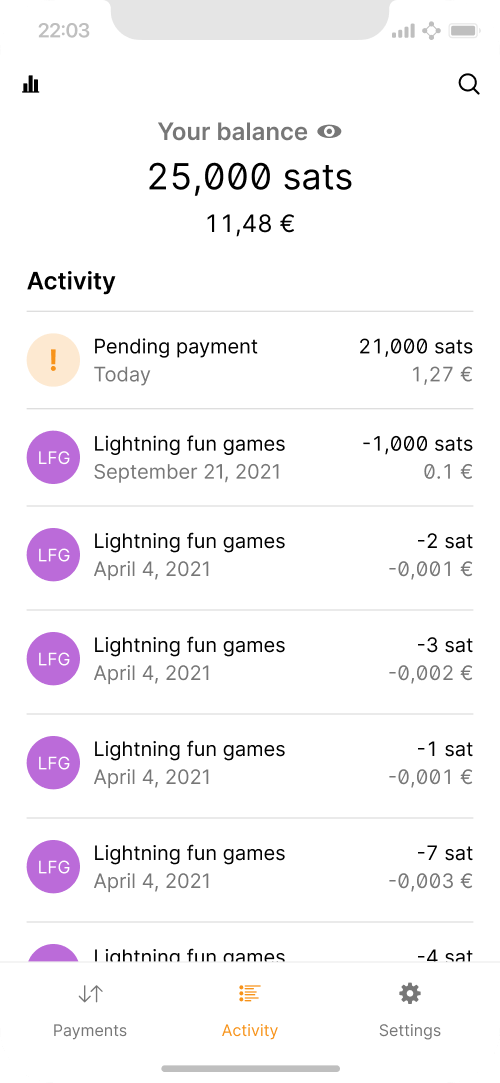 22:03
Your balance
25,000 sats
11,48 €
Activity
! Pending payment 21,000 sats
Today 1,27 €
LFG Lightning fun games -1,000 sats
September 21, 2021 0.1 €
LFG Lightning fun games -2 sat
April 4, 2021 -0,001 €
LFG Lightning fun games -3 sat
April 4, 2021 -0,002 €
LFG Lightning fun games -1 sat
April 4, 2021 -0,001 €
LFG Lightning fun games -7 sat
April 4, 2021 -0,003 €
Lightning fun games -4 sat
Payments Activity Settings